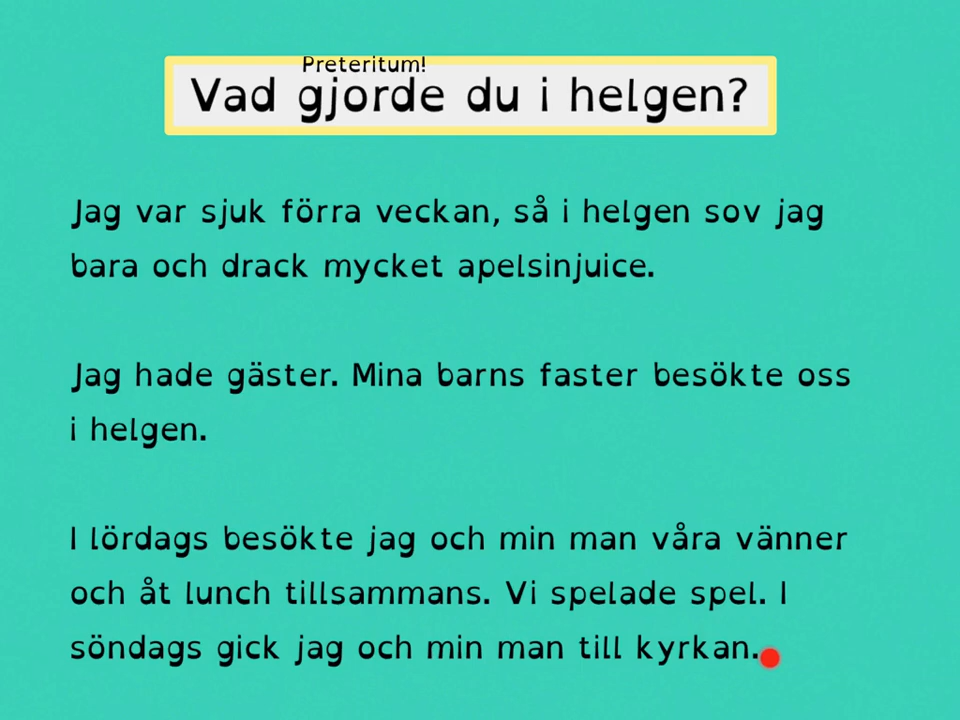 Preteritum!
Vad gjorde du i helgen?
Jag var sjuk förra veckan, så i helgen sov jag
bara och drack mycket apelsinjuice.
Jag hade gäster. Mina barns faster besökte oss
i helgen.
I lördags besökte jag och min man våra vänner
och åt lunch tillsammans. Vi spelade spel. I
söndags gick jag och min man till kyrkan.